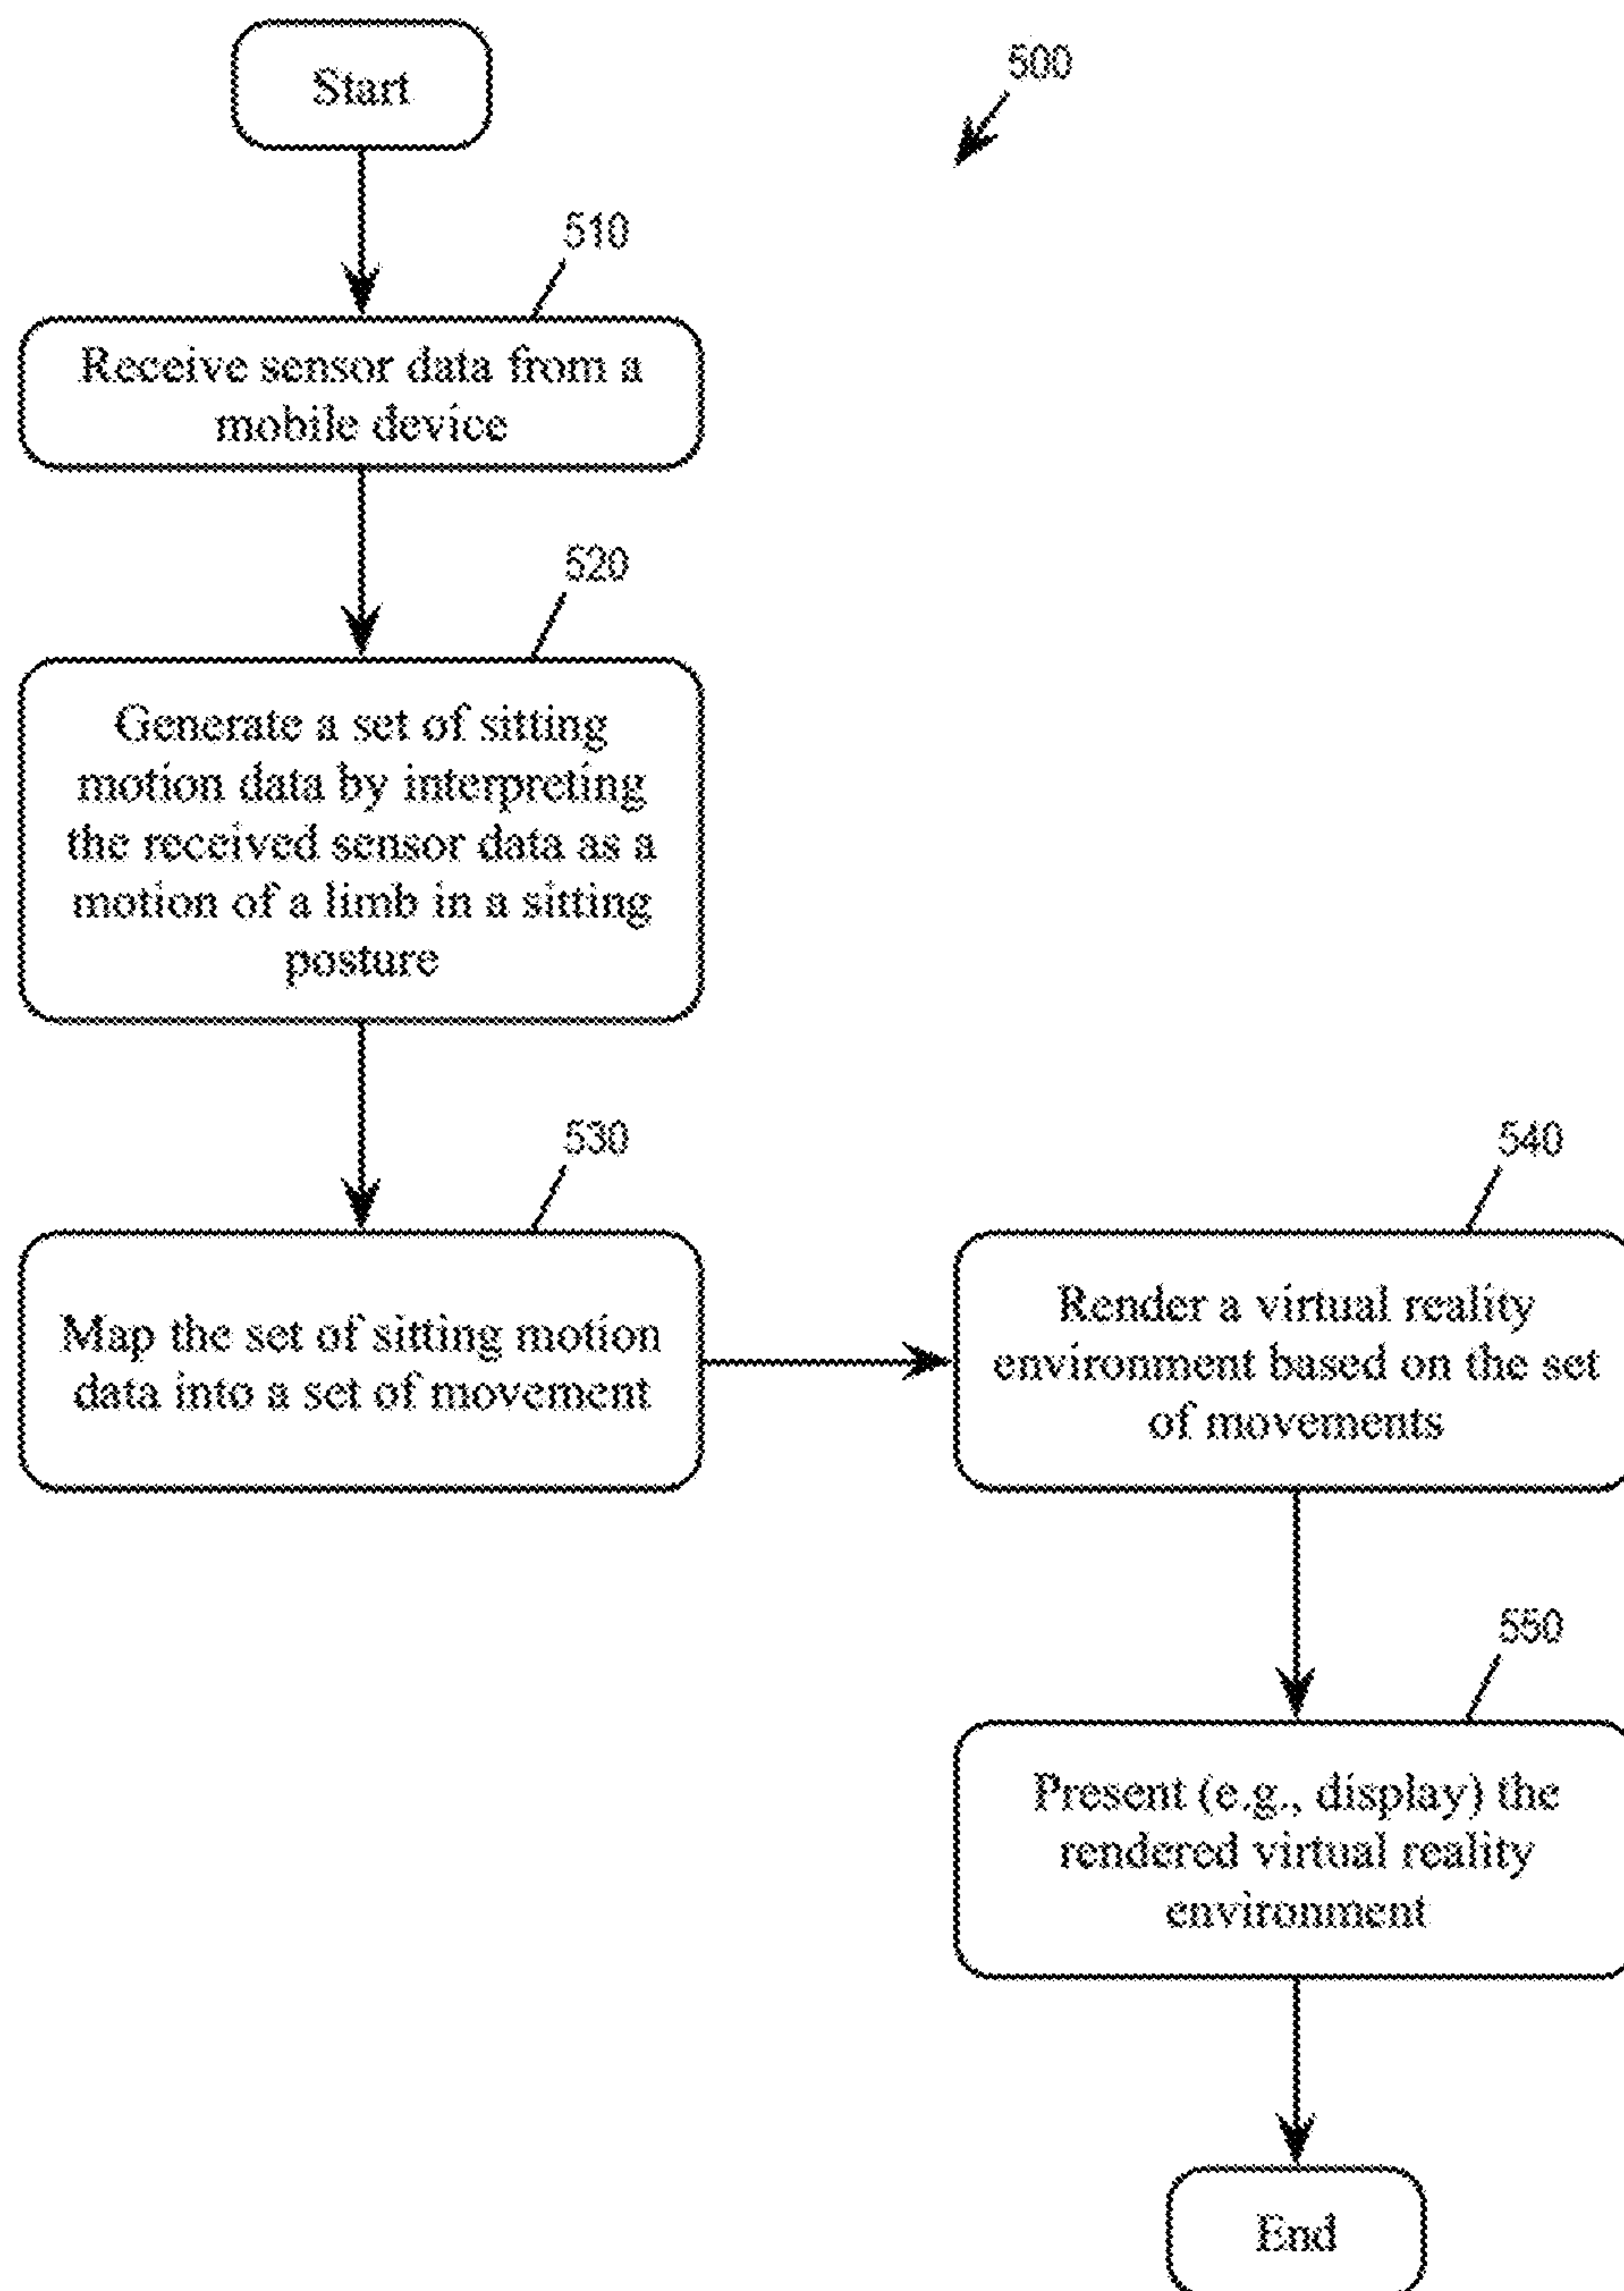 Start
500
510
Receive sensor data from a
mobile device
520
Generate a set of sitting
motion data by interpreting
the received sensor data as a
motion of a limb in a sitting
posture
530
Map the set of sitting motion
data into a set of movement
540
Render a virtual reality
environment based on the set
of movements
550
Present (e.g., display) the
rendered virtual reality
environment
End